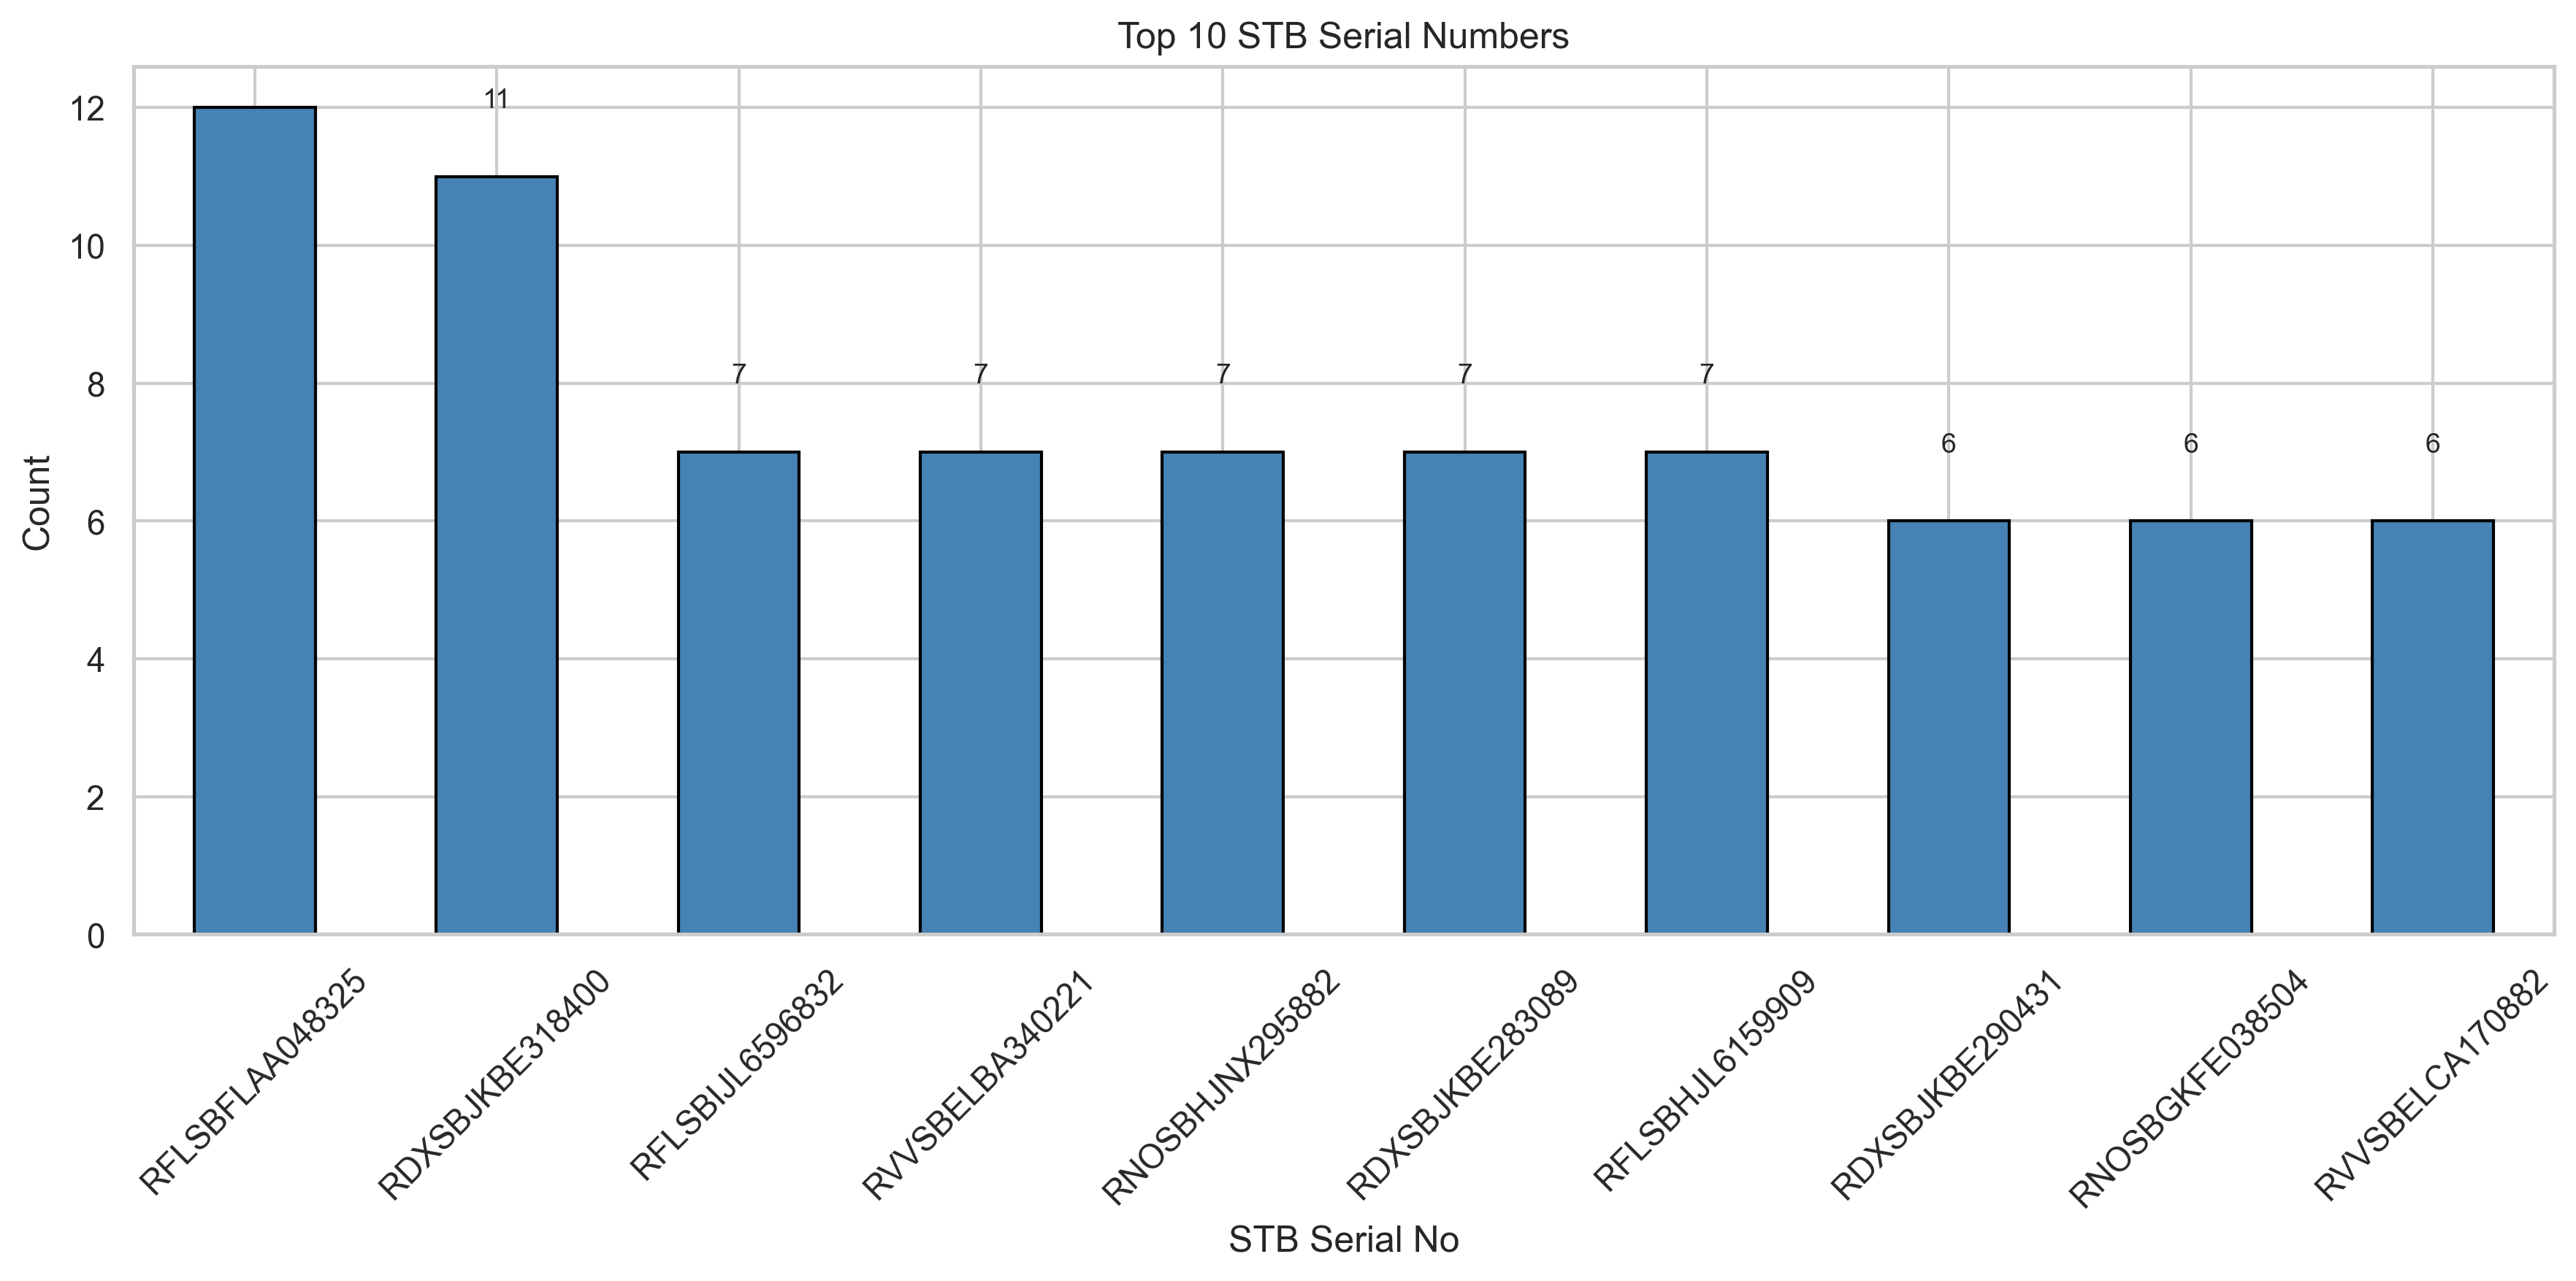 Top 10 STB Serial Numbers
12
10
8
6
4
2
0
Count
11
7
7
7
7
7
6
6
6
RFLSBFLAA048325
RDXSBJKBE318400
RFLSBIJL6596832
RVVSBELBA340221
RNOSBHJNX295882
RDXSBJKBE283089
RFLSBHJL6159909
RDXSBJKBE290431
RNOSBGKFE038504
RVVSBELCA170882
STB Serial No